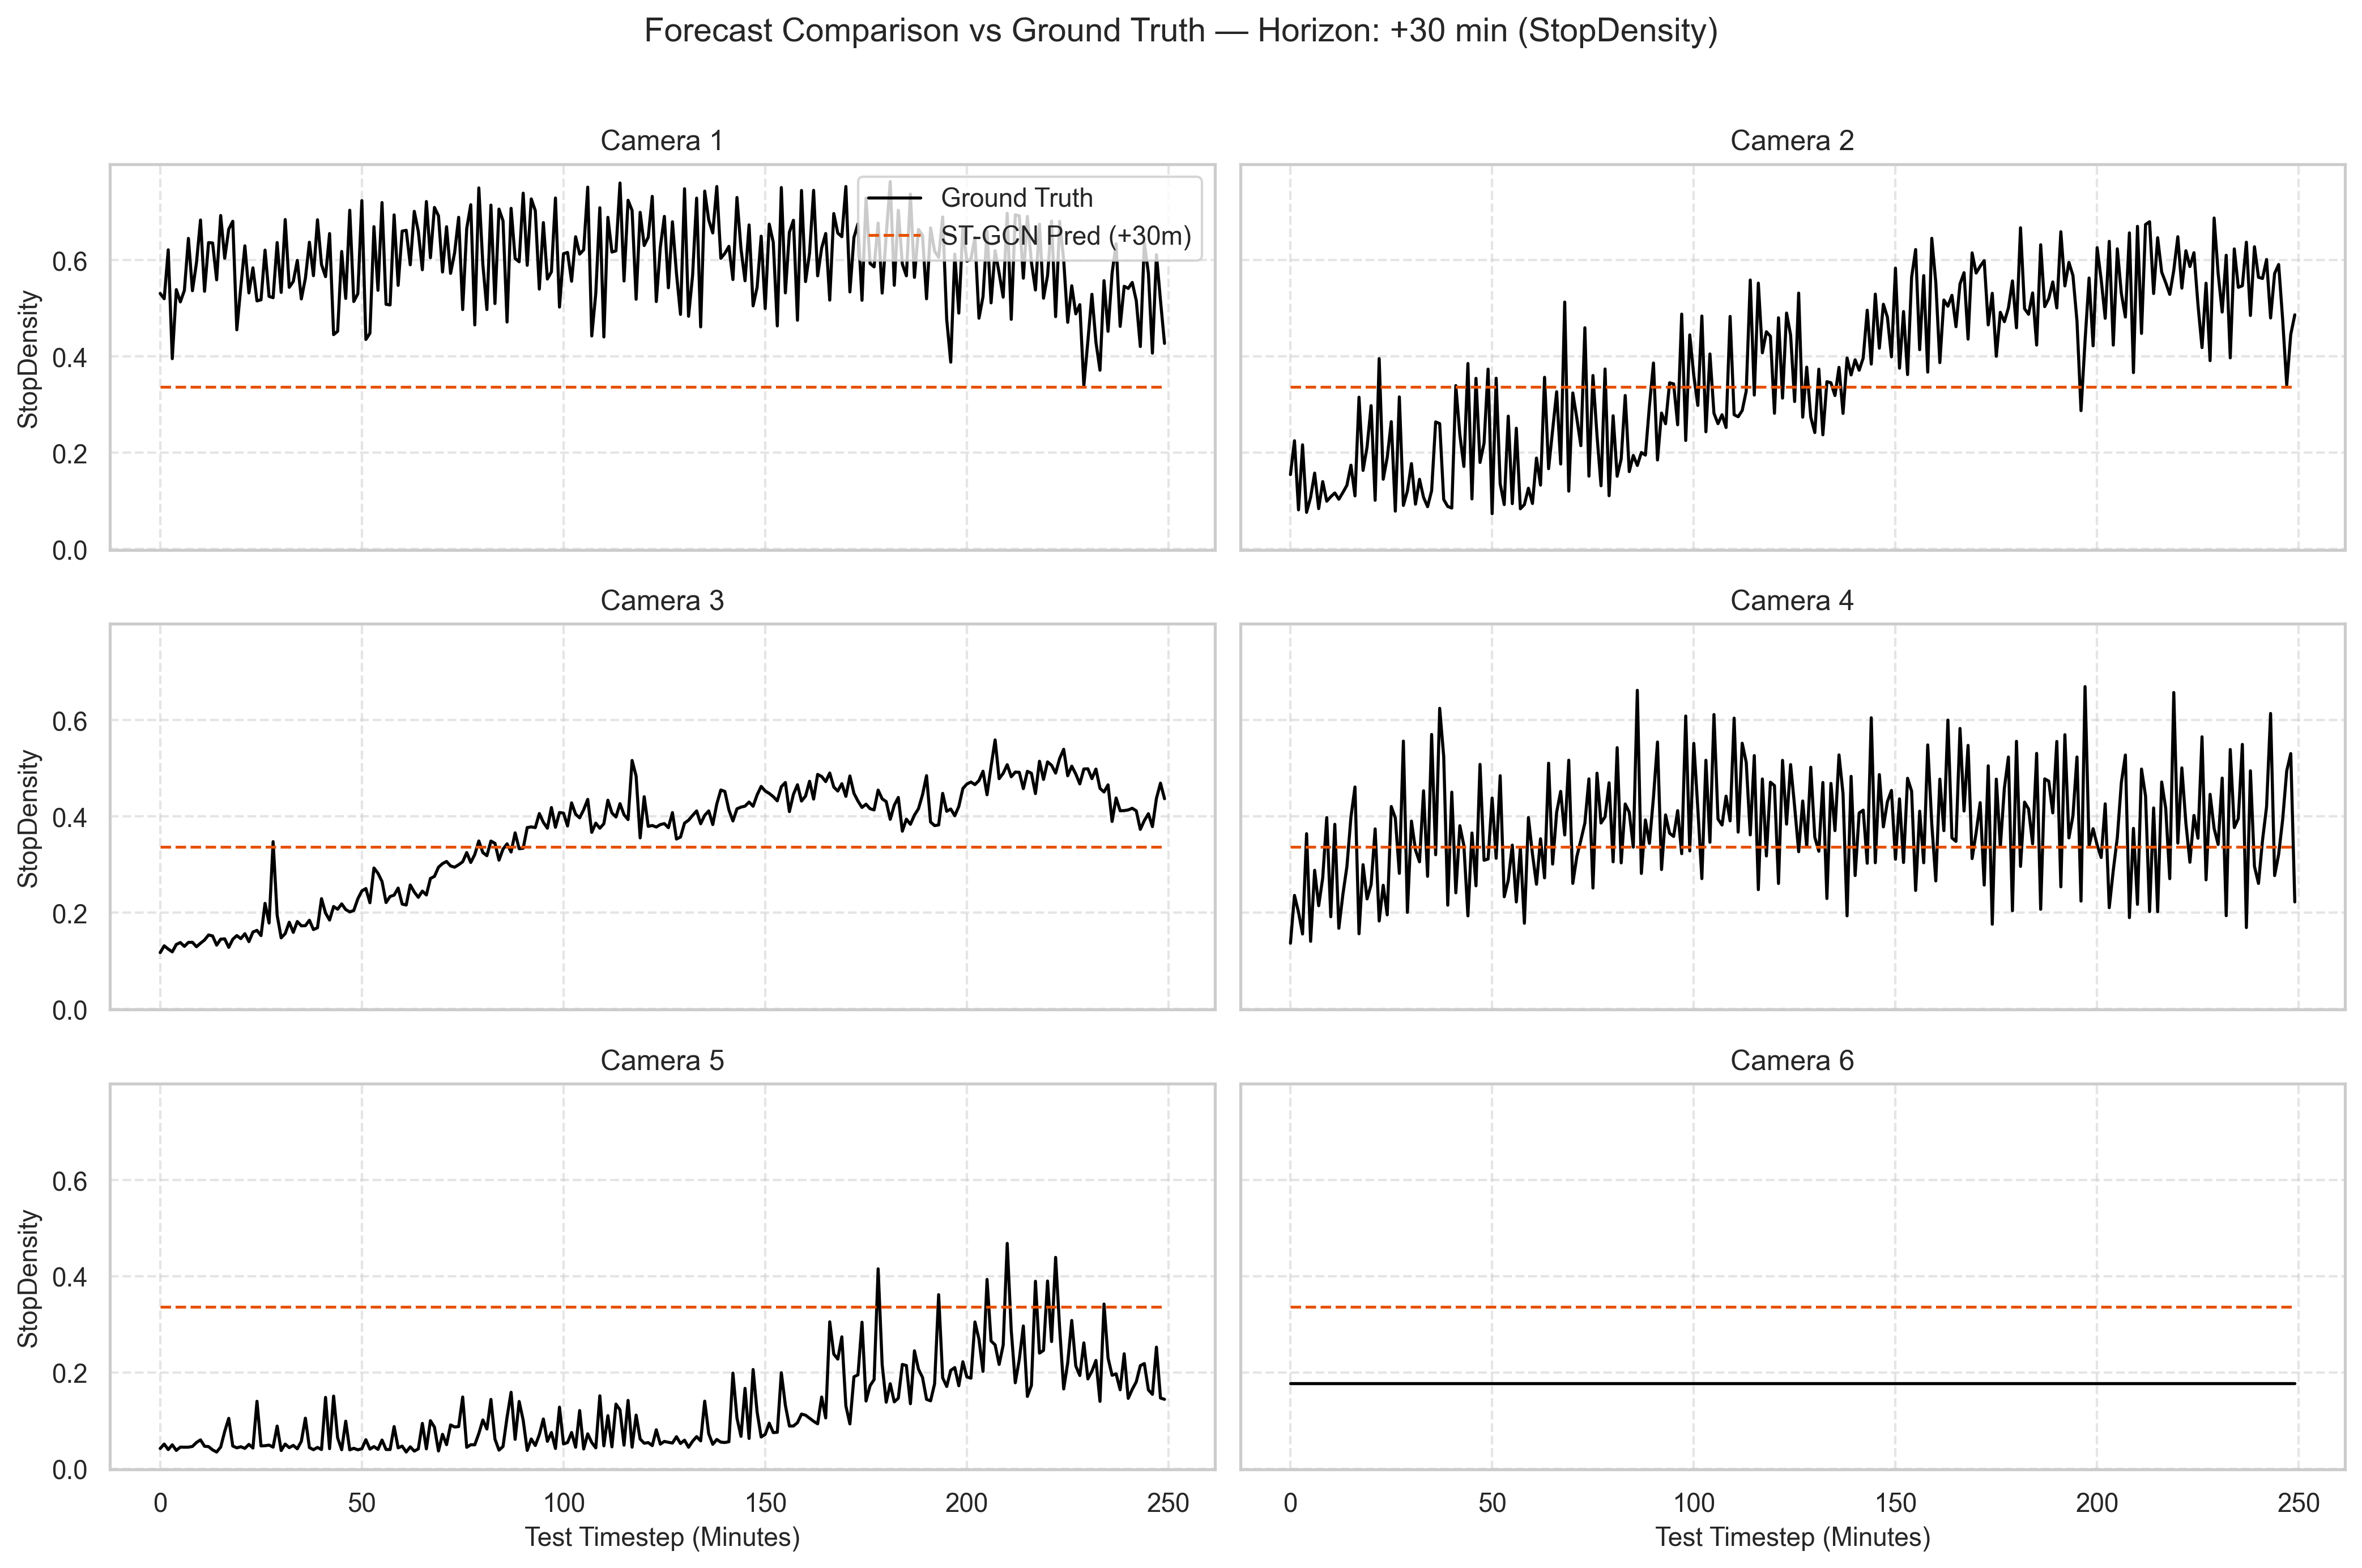 Forecast Comparison vs Ground Truth — Horizon: +30 min (StopDensity)
Camera 1
Camera 2
Ground Truth
ST-GCN Pred (+30m)
StopDensity
0.6
0.4
0.2
0.0
Camera 3
Camera 4
StopDensity
0.6
0.4
0.2
0.0
Camera 5
Camera 6
StopDensity
0.6
0.4
0.2
0.0
0 50 100 150 200 250
0 50 100 150 200 250
Test Timestep (Minutes)
Test Timestep (Minutes)